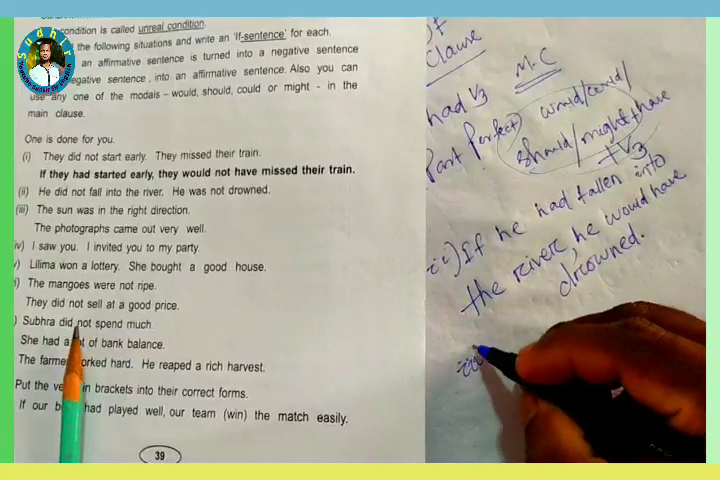 condition is called unreal condition.
the following situations and write an 'If-sentence' for each.
an affirmative sentence is turned into a negative sentence
negative sentence , into an affirmative sentence. Also you can
use any one of the modals – would, should, could or might - in the
main clause.
One is done for you.
(i) They did not start early. They missed their train.
If they had started early, they would not have missed their train.
(ii) He did not fall into the river. He was not drowned.
(iii) The sun was in the right direction.
The photographs came out very well.
iv) I saw you. I invited you to my party.
v) Lilima won a lottery. She bought a good house.
i) The mangoes were not ripe.
They did not sell at a good price.
) Subhra did not spend much.
She had a lot of bank balance.
The farmer worked hard. He reaped a rich harvest.
Put the ve in brackets into their correct forms.
If our b had played well, our team (win) the match easily.
39
Sudhir
If
Clause
M.C
had V3
Past Perfect
would/could/
should/might+have
+V3
ii) If he had fallen into
the river, he would have
drowned.
iii